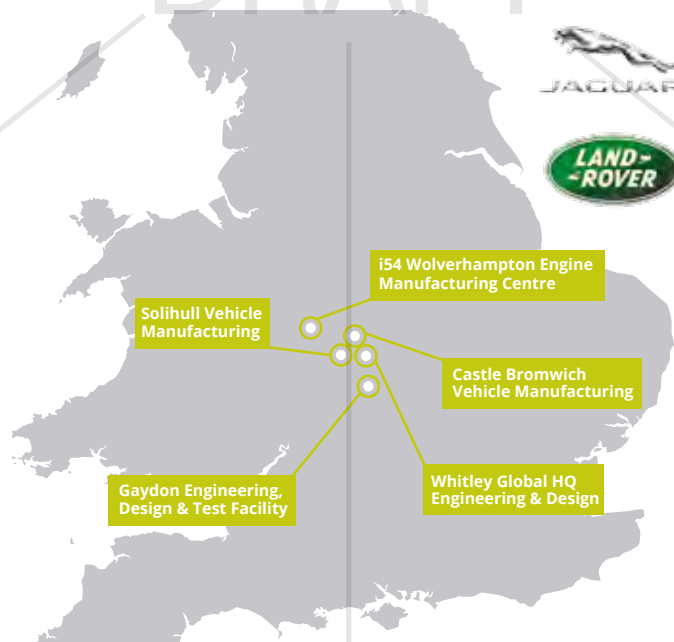 DRAFT
JAGUAR
LAND-
-ROVER
i54 Wolverhampton Engine
Manufacturing Centre
Solihull Vehicle
Manufacturing
Castle Bromwich
Vehicle Manufacturing
Gaydon Engineering,
Design & Test Facility
Whitley Global HQ
Engineering & Design